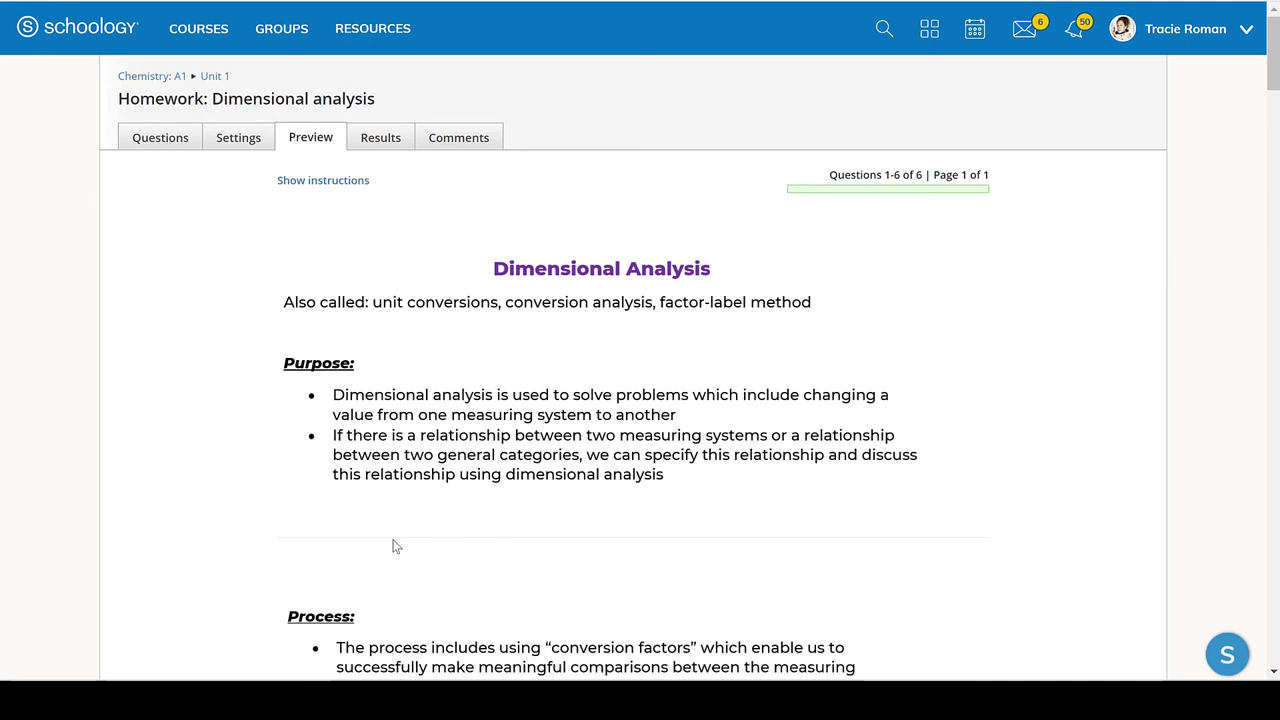 schoology COURSES GROUPS RESOURCES 6 50 Tracie Roman
Chemistry: A1 ▸ Unit 1
Homework: Dimensional analysis
Questions Settings Preview Results Comments
Show instructions
Questions 1-6 of 6 | Page 1 of 1
Dimensional Analysis
Also called: unit conversions, conversion analysis, factor-label method
Purpose:
• Dimensional analysis is used to solve problems which include changing a
value from one measuring system to another
• If there is a relationship between two measuring systems or a relationship
between two general categories, we can specify this relationship and discuss
this relationship using dimensional analysis
Process:
• The process includes using “conversion factors” which enable us to
successfully make meaningful comparisons between the measuring
S